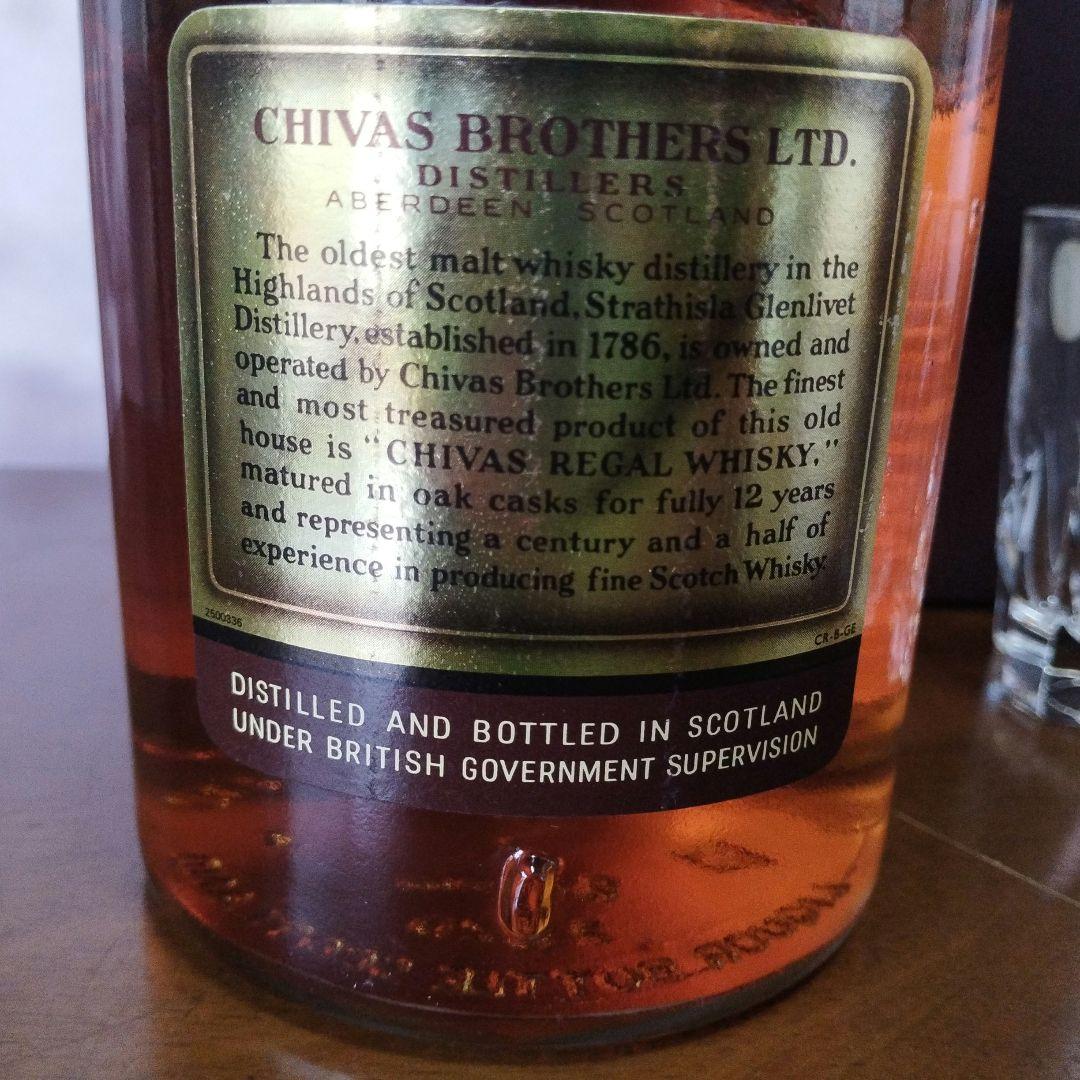 CHIVAS BROTHERS LTD.
DISTILLERS
ABERDEEN SCOTLAND
The oldest malt whisky distillery in the
Highlands of Scotland, Strathisla Glenlivet
Distillery, established in 1786, is owned and
operated by Chivas Brothers Ltd. The finest
and most treasured product of this old
house is “CHIVAS REGAL WHISKY,”
matured in oak casks for fully 12 years
and representing a century and a half of
experience in producing fine Scotch Whisky.
2500336
CR-B-GE
DISTILLED AND BOTTLED IN SCOTLAND
UNDER BRITISH GOVERNMENT SUPERVISION